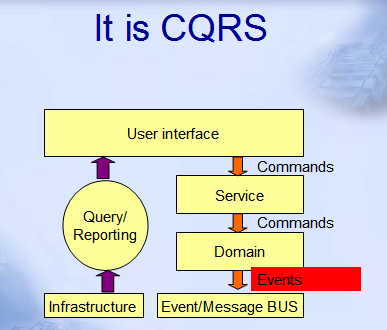 It is CQRS
User interface
Commands
Service
Query/
Reporting
Commands
Domain
Events
Infrastructure
Event/Message BUS